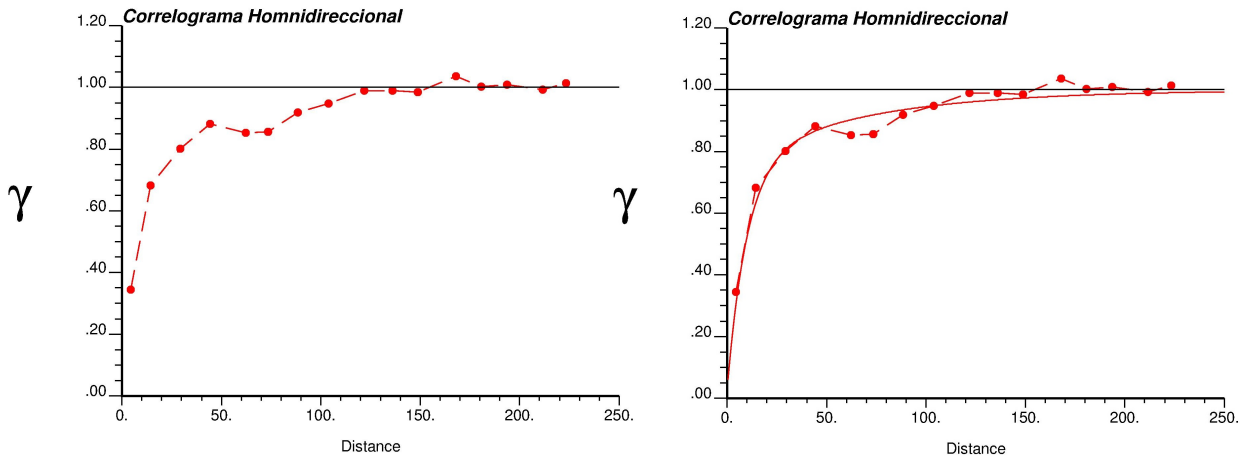 Correlograma Homnidireccional
1.20
1.00
.80
.60
.40
.20
.00
γ
0. 50. 100. 150. 200. 250.
Distance
Correlograma Homnidireccional
1.20
1.00
.80
.60
.40
.20
.00
γ
0. 50. 100. 150. 200. 250.
Distance